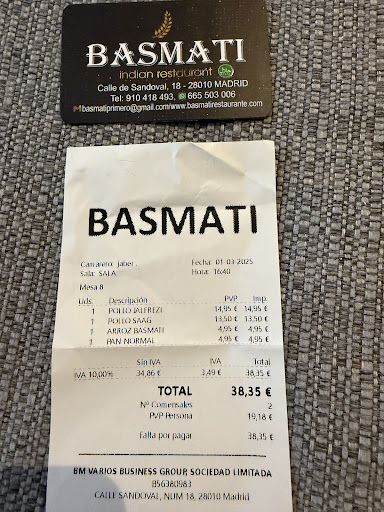 BASMATI
indian restaurant
Calle de Sandoval, 18 - 28010 MADRID
Tel: 910 418 493, 665 503 006
basmatiprimero@gmail.com/www.basmatirestaurante.com
BASMATI
Camarero: jaber . Fecha: 01-03-2025
Sala: SALA Hora: 16:40
Mesa 8
Uds. Descripción PVP Imp.
1 POLLO JALFREZI 14,95 € 14,95 €
1 POLLO SAAG 13,50 € 13,50 €
1 ARROZ BASMATI 4,95 € 4,95 €
1 PAN NORMAL 4,95 € 4,95 €
Sin IVA IVA Total
IVA 10,00% 34,86 € 3,49 € 38,35 €
TOTAL 38,35 €
Nº Comensales 2
PVP Persona 19,18 €
Falta por pagar 38,35 €
BM VARIOS BUSINESS GROUP SOCIEDAD LIMITADA
B56380983
CALLE SANDOVAL, NUM 18, 28010 Madrid